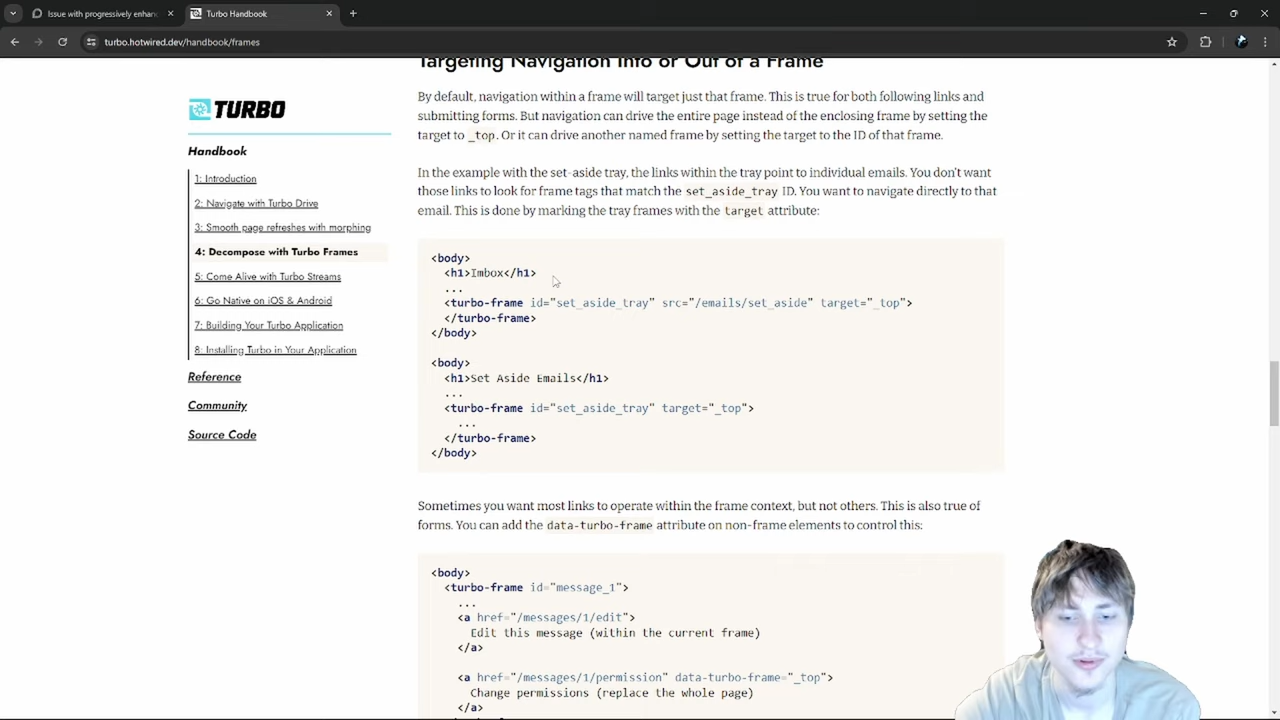 Issue with progressively enhan
Turbo Handbook
turbo.hotwired.dev/handbook/frames
Targeting Navigation Into or Out of a Frame
TURBO
Handbook
1: Introduction
2: Navigate with Turbo Drive
3: Smooth page refreshes with morphing
4: Decompose with Turbo Frames
5: Come Alive with Turbo Streams
6: Go Native on iOS & Android
7: Building Your Turbo Application
8: Installing Turbo in Your Application
Reference
Community
Source Code
By default, navigation within a frame will target just that frame. This is true for both following links and
submitting forms. But navigation can drive the entire page instead of the enclosing frame by setting the
target to _top. Or it can drive another named frame by setting the target to the ID of that frame.
In the example with the set-aside tray, the links within the tray point to individual emails. You don't want
those links to look for frame tags that match the set_aside_tray ID. You want to navigate directly to that
email. This is done by marking the tray frames with the target attribute:
<body>
<h1>Imbox</h1>
...
<turbo-frame id="set_aside_tray" src="/emails/set_aside" target="_top">
</turbo-frame>
</body>
<body>
<h1>Set Aside Emails</h1>
...
<turbo-frame id="set_aside_tray" target="_top">
...
</turbo-frame>
</body>
Sometimes you want most links to operate within the frame context, but not others. This is also true of
forms. You can add the data-turbo-frame attribute on non-frame elements to control this:
<body>
<turbo-frame id="message_1">
...
<a href="/messages/1/edit">
Edit this message (within the current frame)
</a>
<a href="/messages/1/permission" data-turbo-frame="_top">
Change permissions (replace the whole page)
</a>